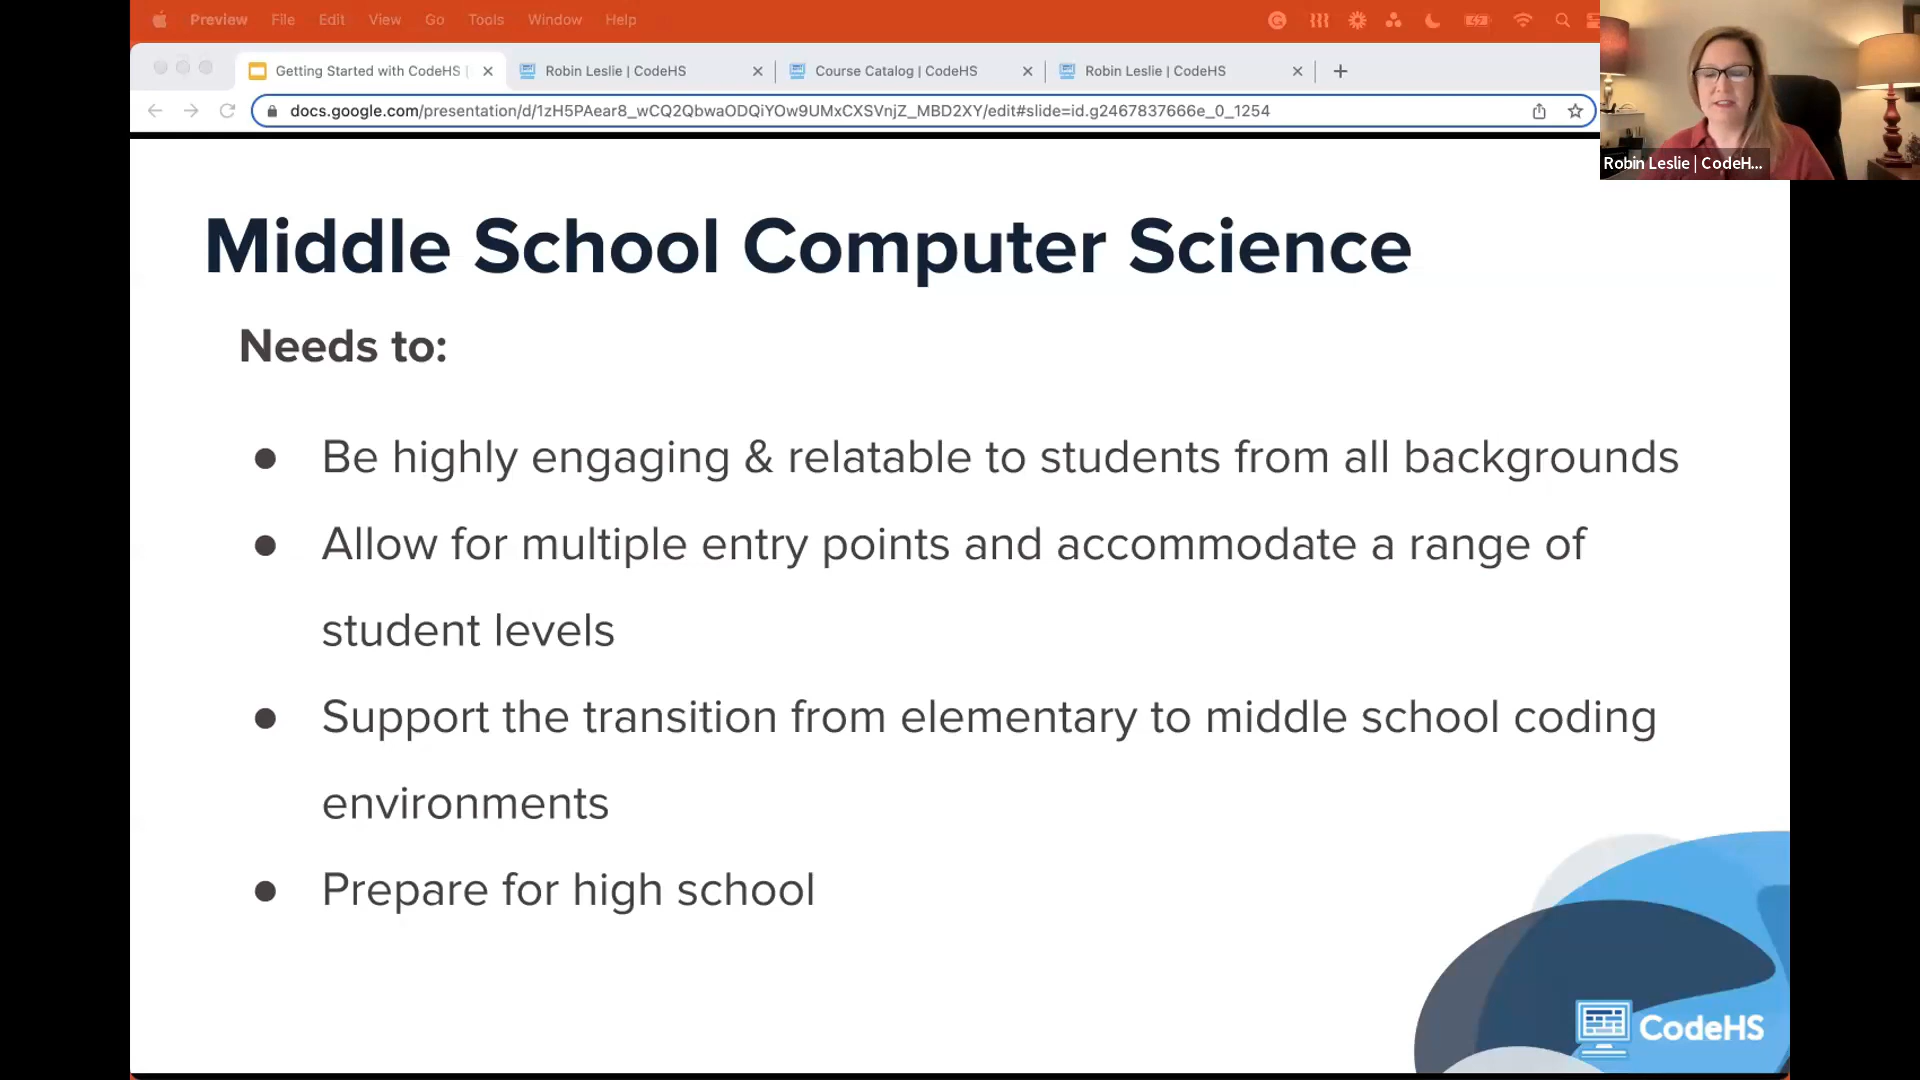 Preview File Edit View Go Tools Window Help
Getting Started with CodeHS | Robin Leslie | CodeHS Course Catalog | CodeHS Robin Leslie | CodeHS
docs.google.com/presentation/d/1zH5PAear8_wCQ2QbwaODQiYOw9UMxCXSVnjZ_MBD2XY/edit#slide=id.g2467837666e_0_1254
Robin Leslie | CodeH...
Middle School Computer Science
Needs to:
● Be highly engaging & relatable to students from all backgrounds
● Allow for multiple entry points and accommodate a range of
student levels
● Support the transition from elementary to middle school coding
environments
● Prepare for high school
CodeHS